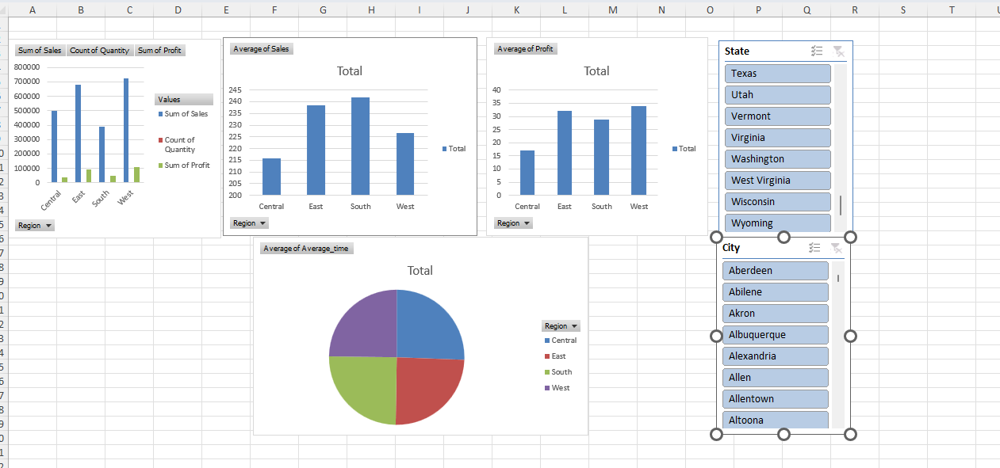 A B C D E F G H I J K L M N O P Q R S T
Sum of Sales Count of Quantity Sum of Profit
800000
700000
600000
500000
400000
300000
200000
100000
0
Central East South West
Values
Sum of Sales
Count of
Quantity
Sum of Profit
Region
Average of Sales
Total
245
240
235
230
225
220
215
210
205
200
Central East South West
Total
Region
Average of Profit
Total
40
35
30
25
20
15
10
5
0
Central East South West
Total
Region
State
Texas
Utah
Vermont
Virginia
Washington
West Virginia
Wisconsin
Wyoming
Average of Average_time
Total
Region
Central
East
South
West
City
Aberdeen
Abilene
Akron
Albuquerque
Alexandria
Allen
Allentown
Altoona